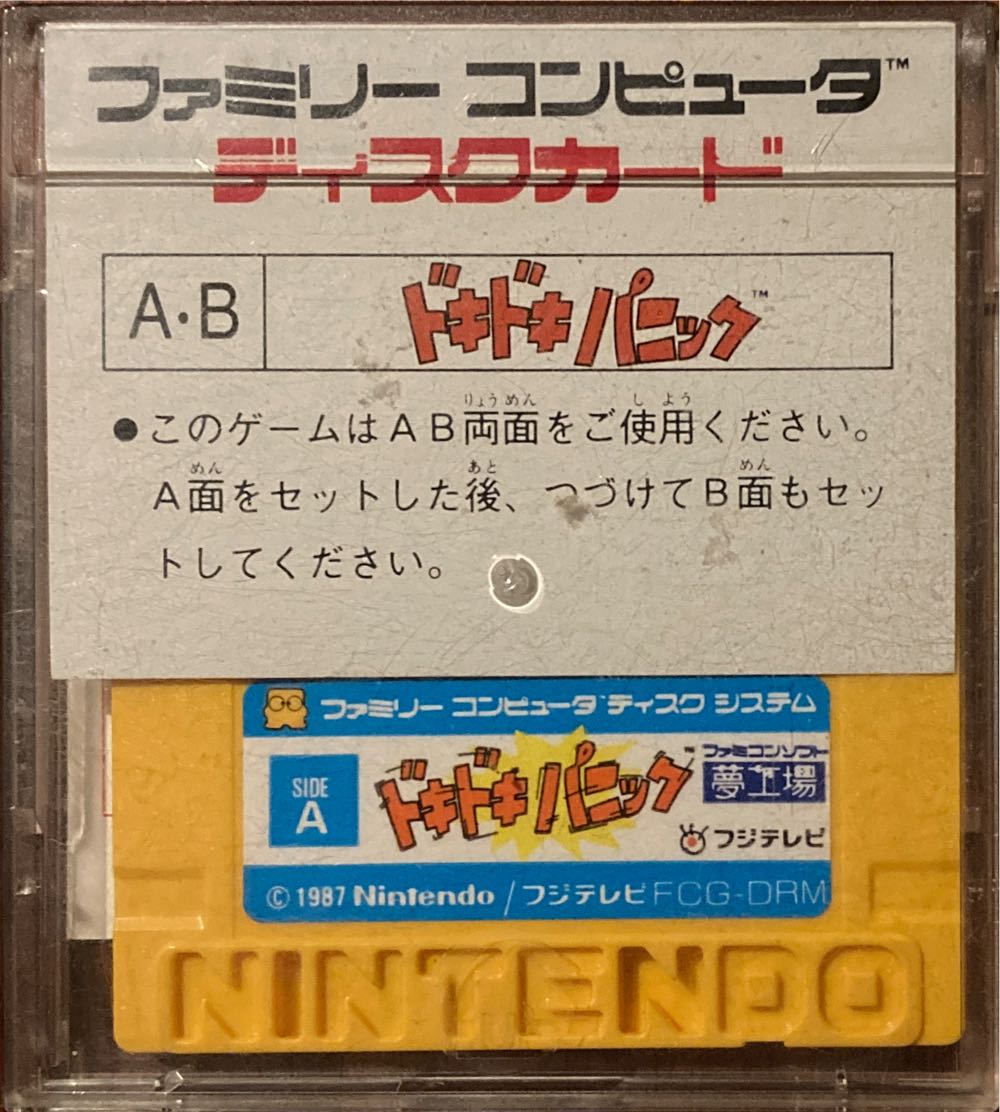 ファミリー コンピュータ™
ディスクカード
A・B
ドキドキパニック™
●このゲームはＡＢ両面をご使用ください。
りょうめん しよう
Ａ面をセットした後、つづけてＢ面もセッ
めん あと めん
トしてください。
ファミリー コンピュータ ディスク システム
SIDE
A
ドキドキパニック™
ファミコンソフト
夢工場
フジテレビ
© 1987 Nintendo / フジテレビ FCG-DRM
NINTENDO